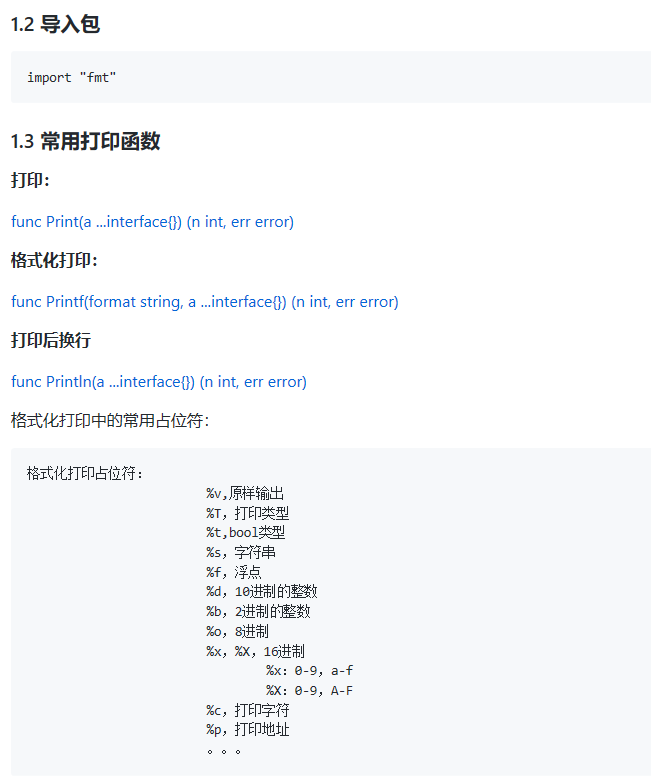 1.2 导入包
import "fmt"
1.3 常用打印函数
打印：
func Print(a ...interface{}) (n int, err error)
格式化打印：
func Printf(format string, a ...interface{}) (n int, err error)
打印后换行
func Println(a ...interface{}) (n int, err error)
格式化打印中的常用占位符：
格式化打印占位符：
%v,原样输出
%T，打印类型
%t,bool类型
%s，字符串
%f，浮点
%d，10进制的整数
%b，2进制的整数
%o，8进制
%x，%X，16进制
%x：0-9，a-f
%X：0-9，A-F
%c，打印字符
%p，打印地址
。。。